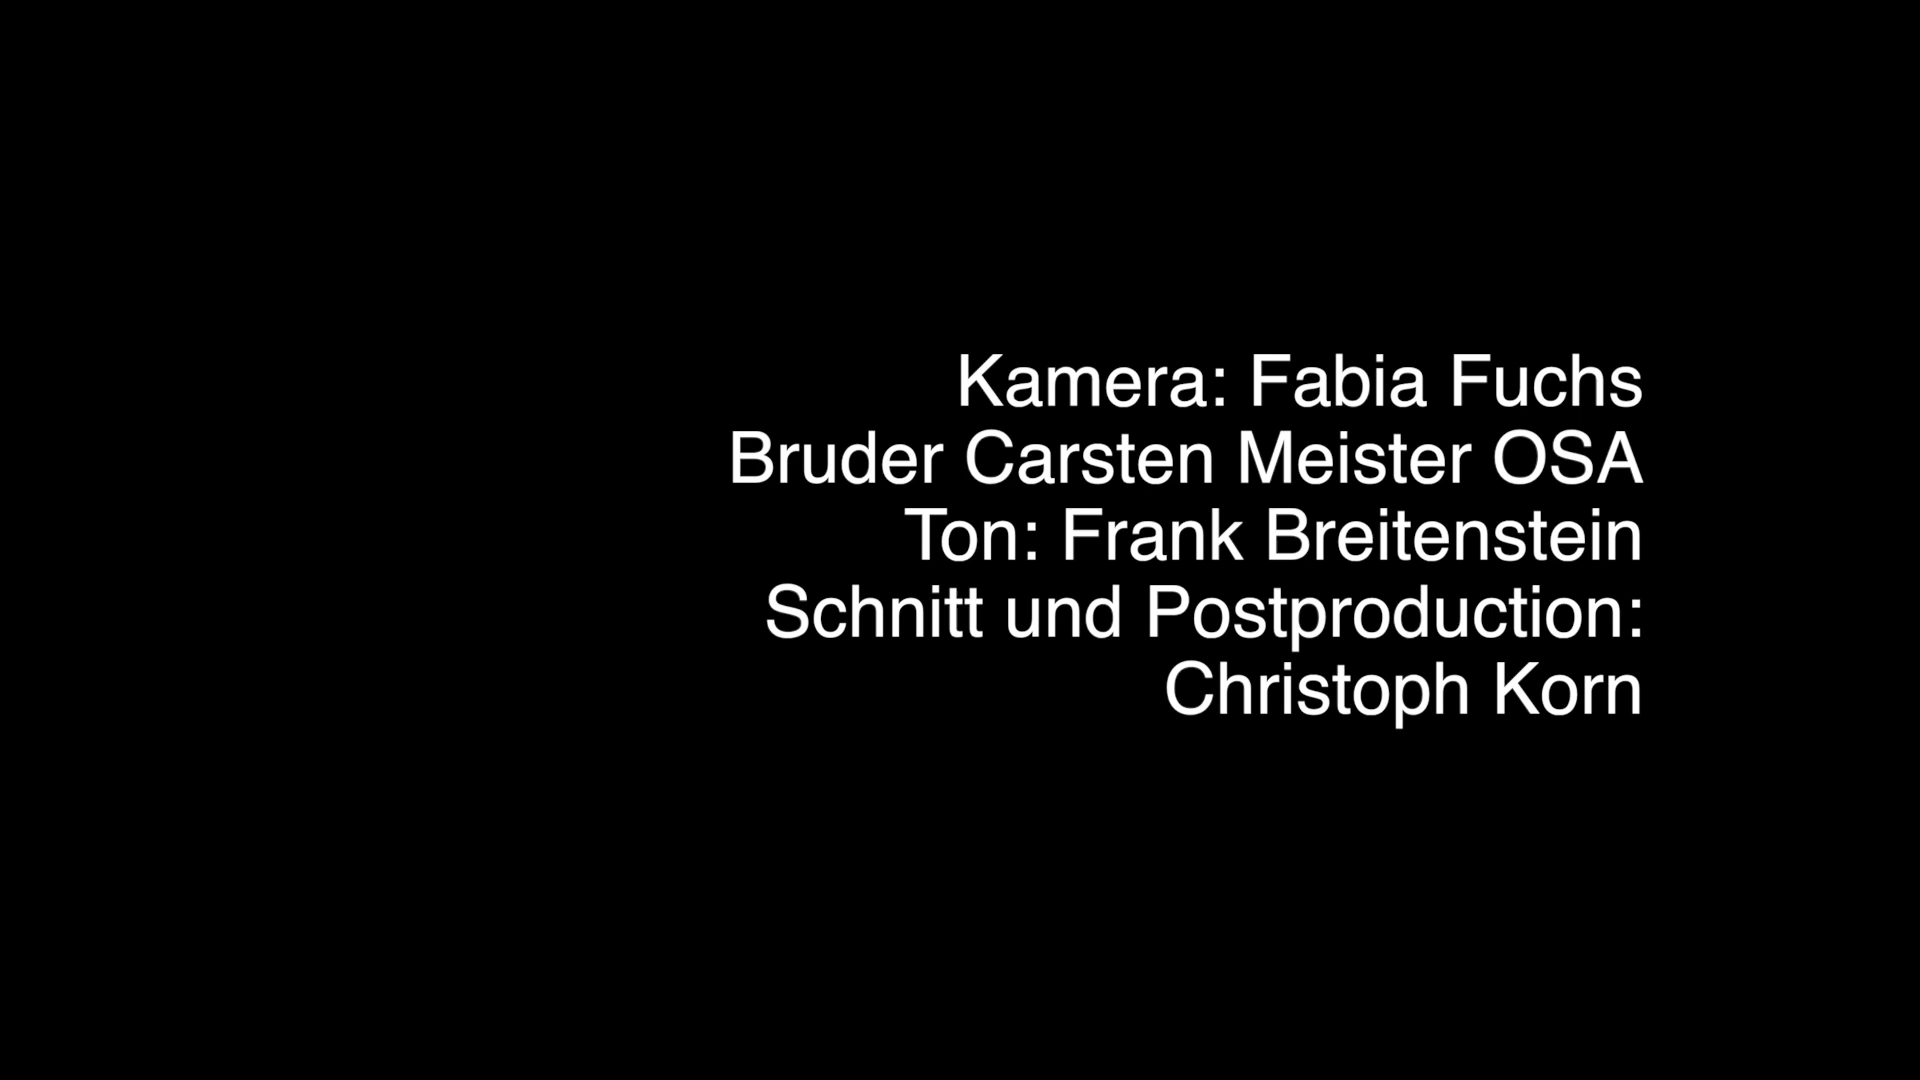 Kamera: Fabia Fuchs
Bruder Carsten Meister OSA
Ton: Frank Breitenstein
Schnitt und Postproduction:
Christoph Korn